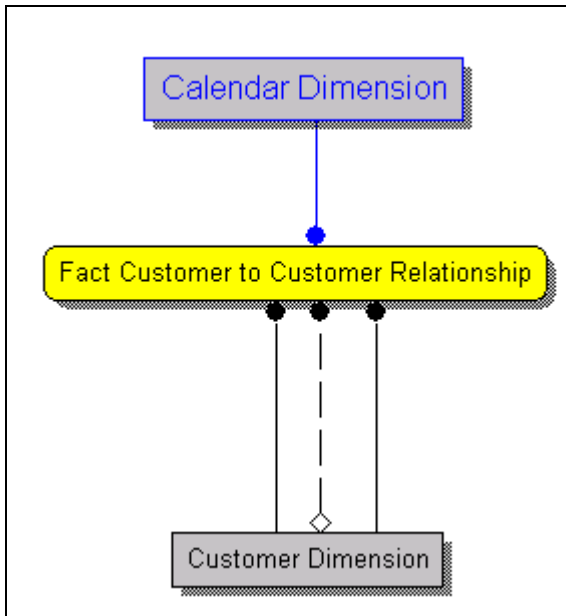 Calendar Dimension
Fact Customer to Customer Relationship
Customer Dimension